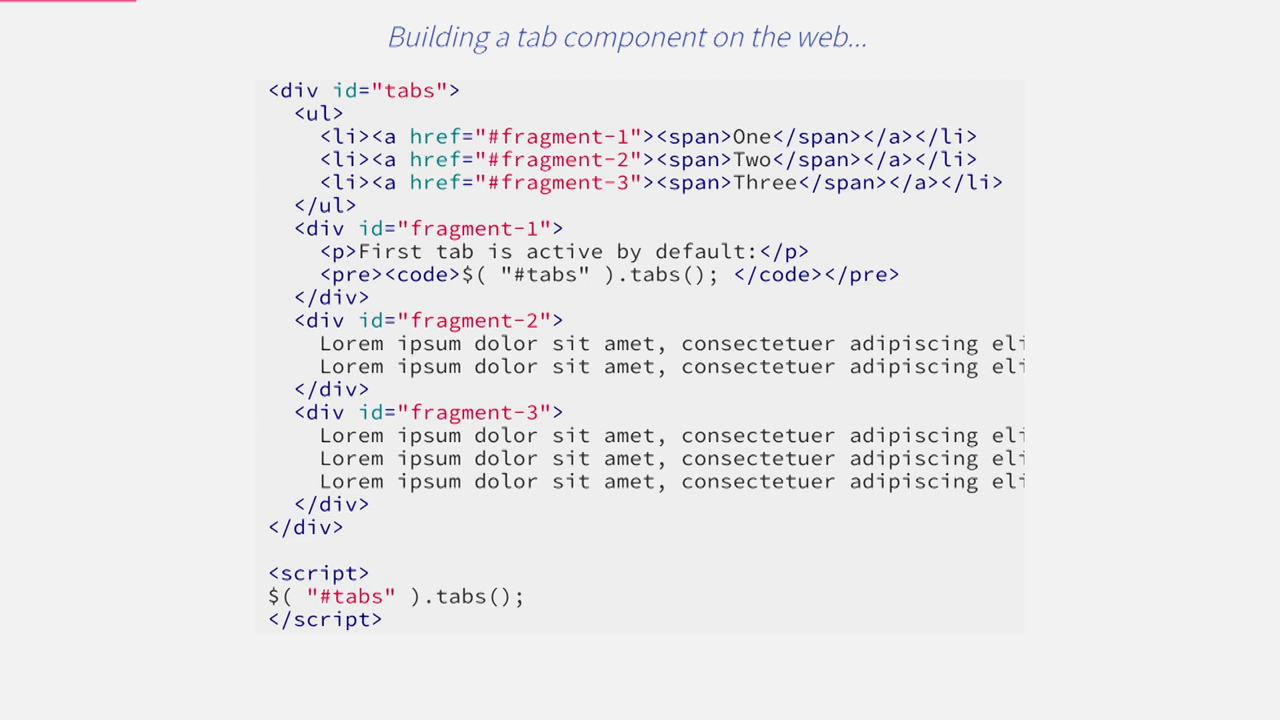 Building a tab component on the web...
<div id="tabs">
  <ul>
    <li><a href="#fragment-1"><span>One</span></a></li>
    <li><a href="#fragment-2"><span>Two</span></a></li>
    <li><a href="#fragment-3"><span>Three</span></a></li>
  </ul>
  <div id="fragment-1">
    <p>First tab is active by default:</p>
    <pre><code>$( "#tabs" ).tabs(); </code></pre>
  </div>
  <div id="fragment-2">
    Lorem ipsum dolor sit amet, consectetuer adipiscing eli
    Lorem ipsum dolor sit amet, consectetuer adipiscing eli
  </div>
  <div id="fragment-3">
    Lorem ipsum dolor sit amet, consectetuer adipiscing eli
    Lorem ipsum dolor sit amet, consectetuer adipiscing eli
    Lorem ipsum dolor sit amet, consectetuer adipiscing eli
  </div>
</div>

<script>
$( "#tabs" ).tabs();
</script>